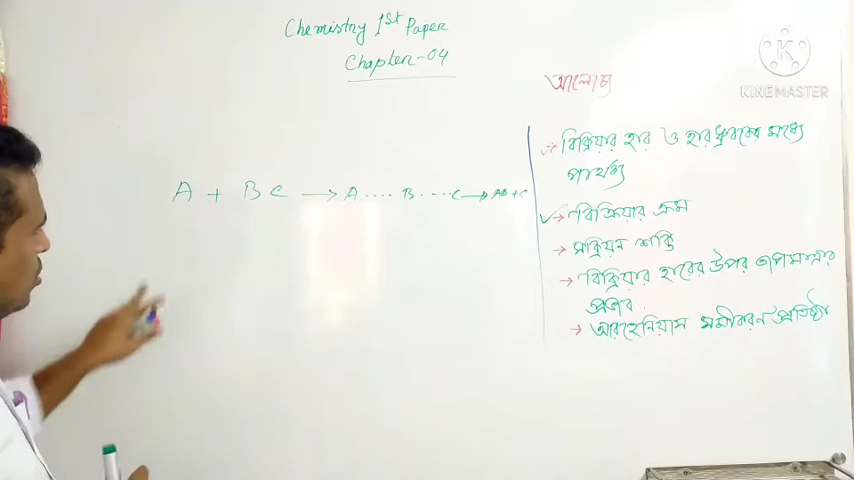 Chemistry 1st Paper
Chapter-04
A + BC → A....B....C → AB + C
আলোচ্য
→ বিক্রিয়ার হার ও হার ধ্রুবকের মধ্যে
পার্থক্য
→ বিক্রিয়ার ক্রম
→ সক্রিয়ন শক্তি
→ বিক্রিয়ার হারের উপর তাপমাত্রার
প্রভাব.
→ আরহেনিয়াস সমীকরণ প্রতিষ্ঠা
K
KINEMASTER